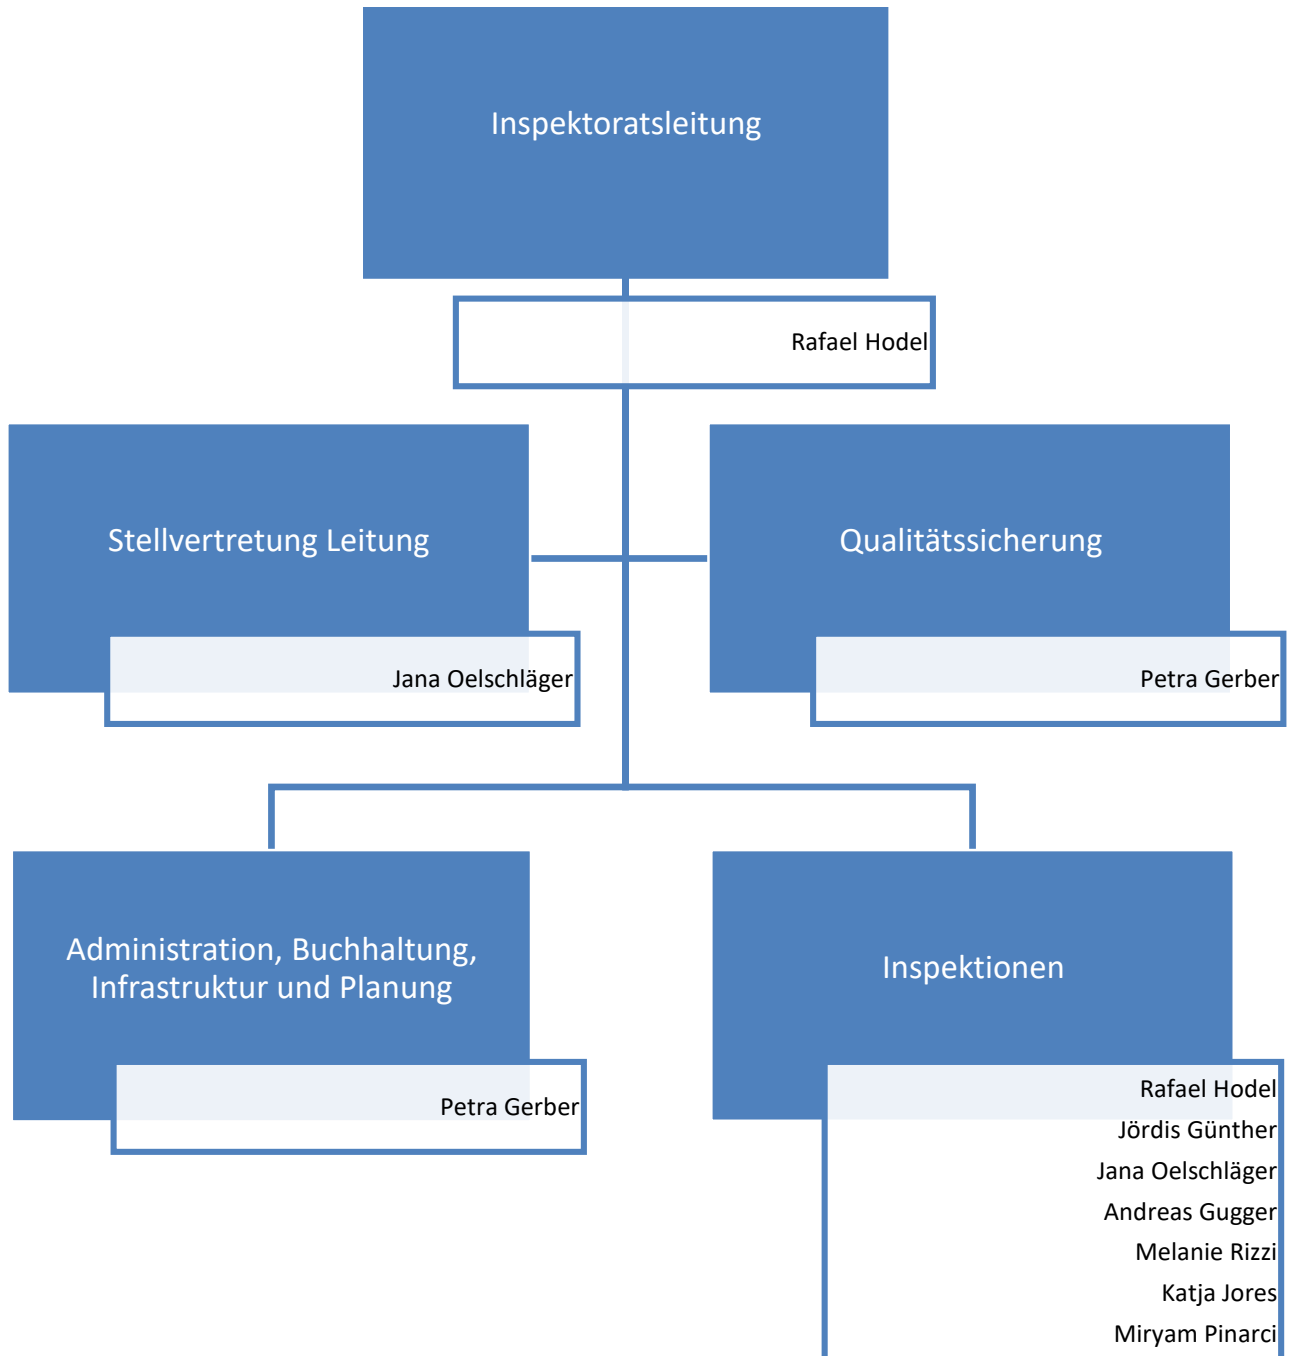 Inspektoratsleitung
Rafael Hodel
Stellvertretung Leitung
Jana Oelschläger
Qualitätssicherung
Petra Gerber
Administration, Buchhaltung,
Infrastruktur und Planung
Petra Gerber
Inspektionen
Rafael Hodel
Jördis Günther
Jana Oelschläger
Andreas Gugger
Melanie Rizzi
Katja Jores
Miryam Pinarci